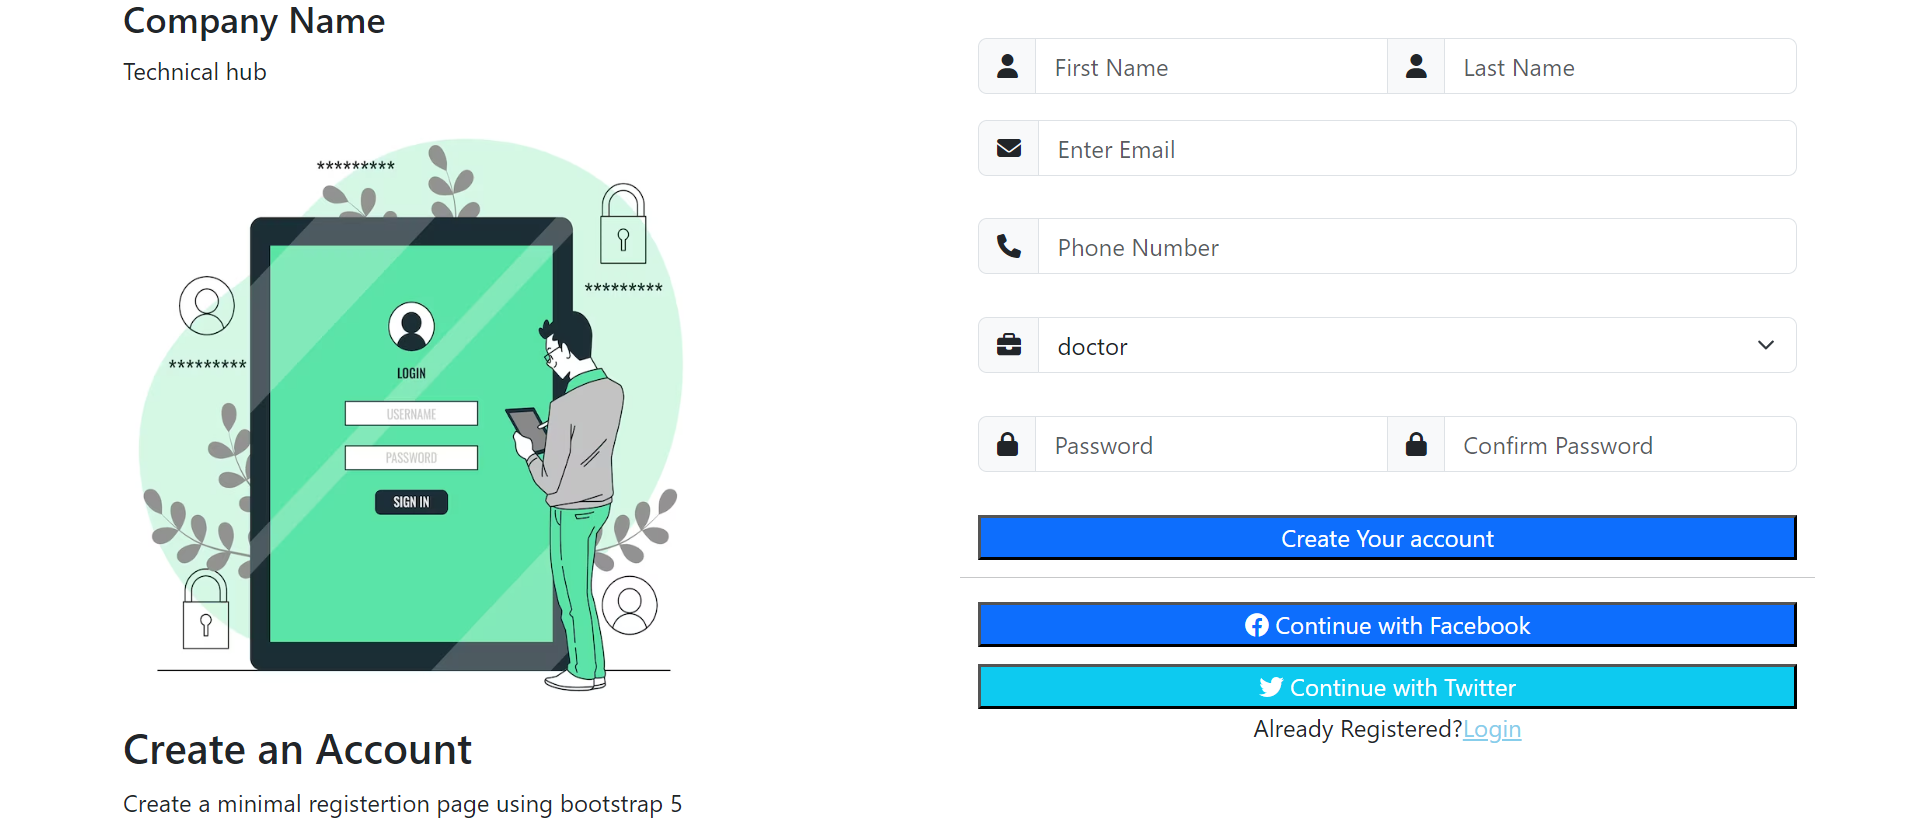 Company Name
Technical hub
*********
*********
*********
LOGIN
USERNAME
PASSWORD
SIGN IN
Create an Account
Create a minimal registertion page using bootstrap 5
First Name Last Name
Enter Email
Phone Number
doctor
Password Confirm Password
Create Your account
Continue with Facebook
Continue with Twitter
Already Registered?Login